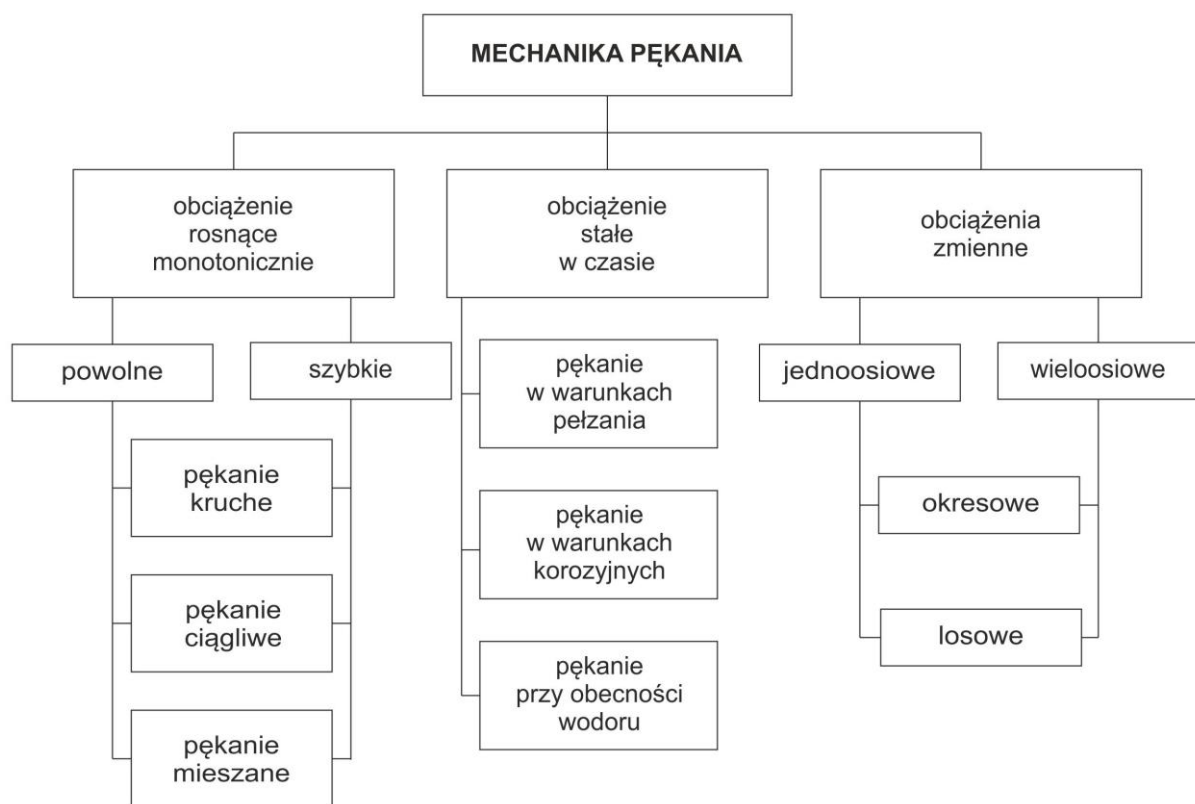 MECHANIKA PĘKANIA
obciążenie
rosnące
monotonicznie
obciążenie
stałe
w czasie
obciążenia
zmienne
powolne
szybkie
pękanie
kruche
pękanie
ciągliwe
pękanie
mieszane
pękanie
w warunkach
pełzania
pękanie
w warunkach
korozyjnych
pękanie
przy obecności
wodoru
jednoosiowe
wieloosiowe
okresowe
losowe